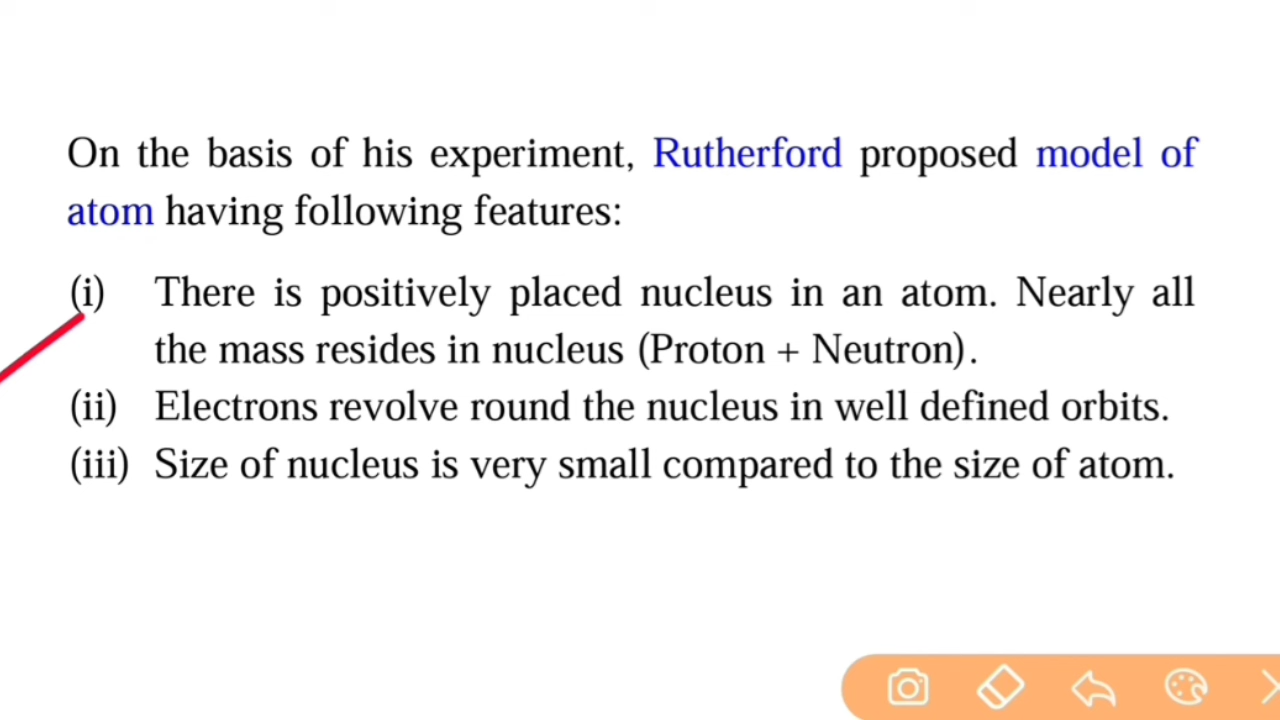 On the basis of his experiment, Rutherford proposed model of
atom having following features:
(i) There is positively placed nucleus in an atom. Nearly all
the mass resides in nucleus (Proton + Neutron).
(ii) Electrons revolve round the nucleus in well defined orbits.
(iii) Size of nucleus is very small compared to the size of atom.